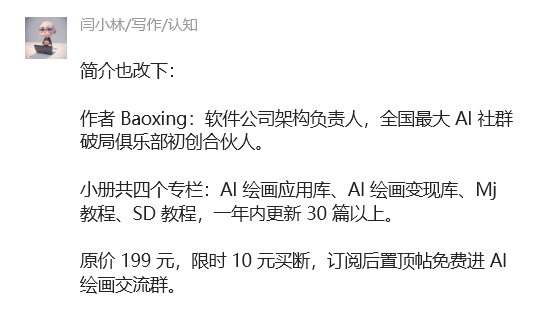 闫小林/写作/认知
简介也改下：
作者 Baoxing：软件公司架构负责人，全国最大 AI 社群
破局俱乐部初创合伙人。
小册共四个专栏：AI 绘画应用库、AI 绘画变现库、Mj
教程、SD 教程，一年内更新 30 篇以上。
原价 199 元，限时 10 元买断，订阅后置顶帖免费进 AI
绘画交流群。